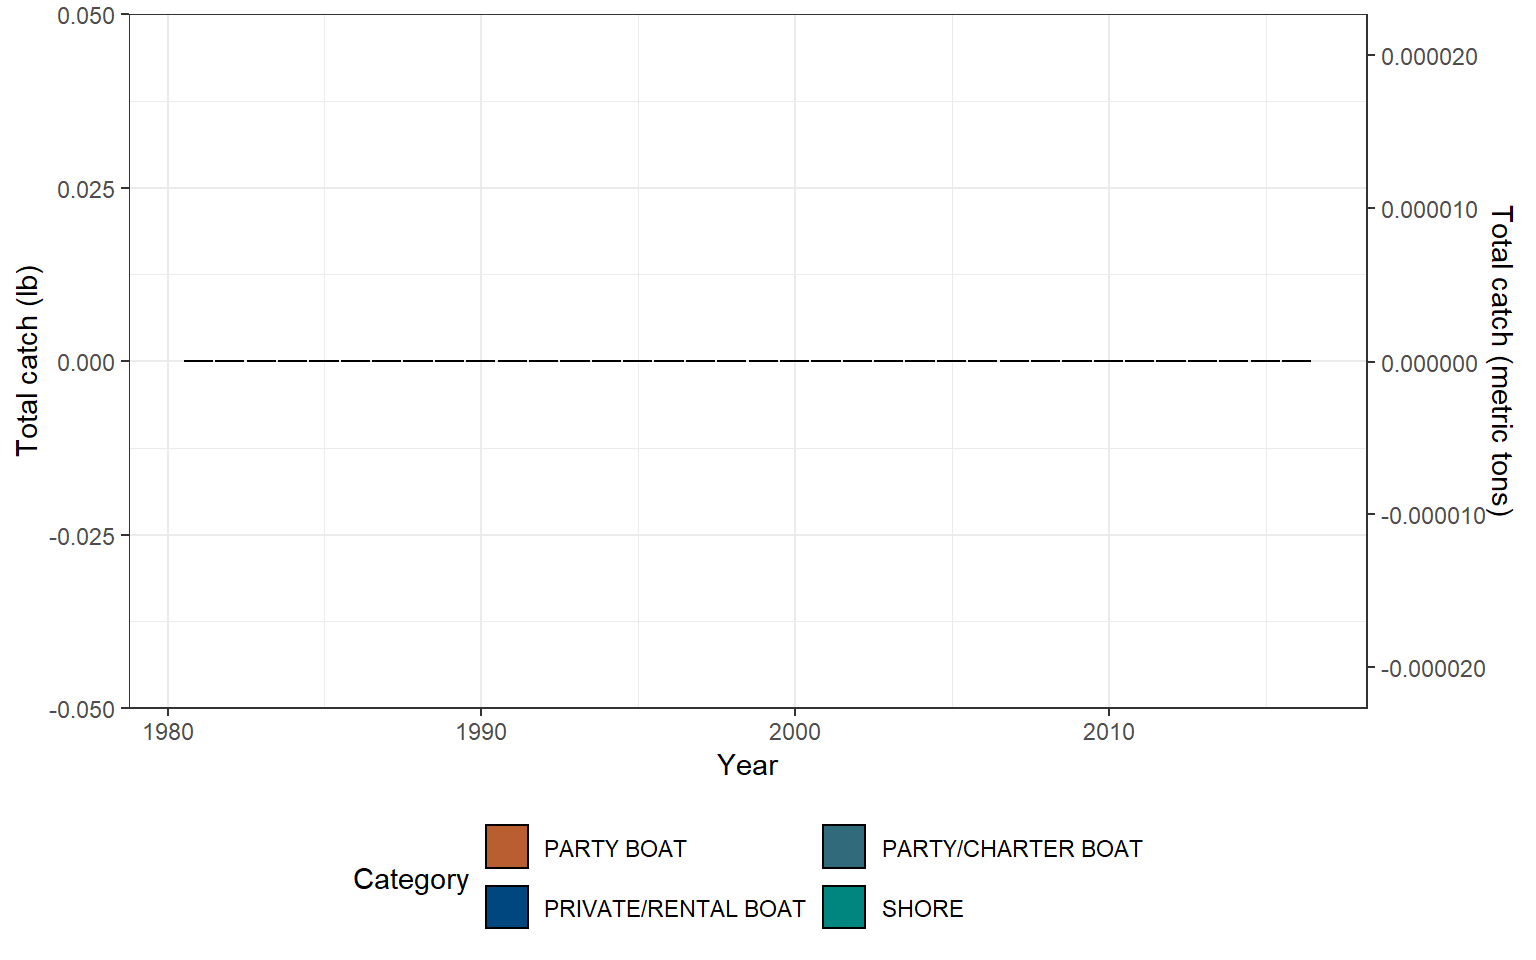 Total catch (lb)
0.050
0.025
0.000
-0.025
-0.050
1980 1990 2000 2010
Year
0.000020
0.000010
0.000000
-0.000010
-0.000020
Total catch (metric tons)
Category
PARTY BOAT PARTY/CHARTER BOAT
PRIVATE/RENTAL BOAT SHORE